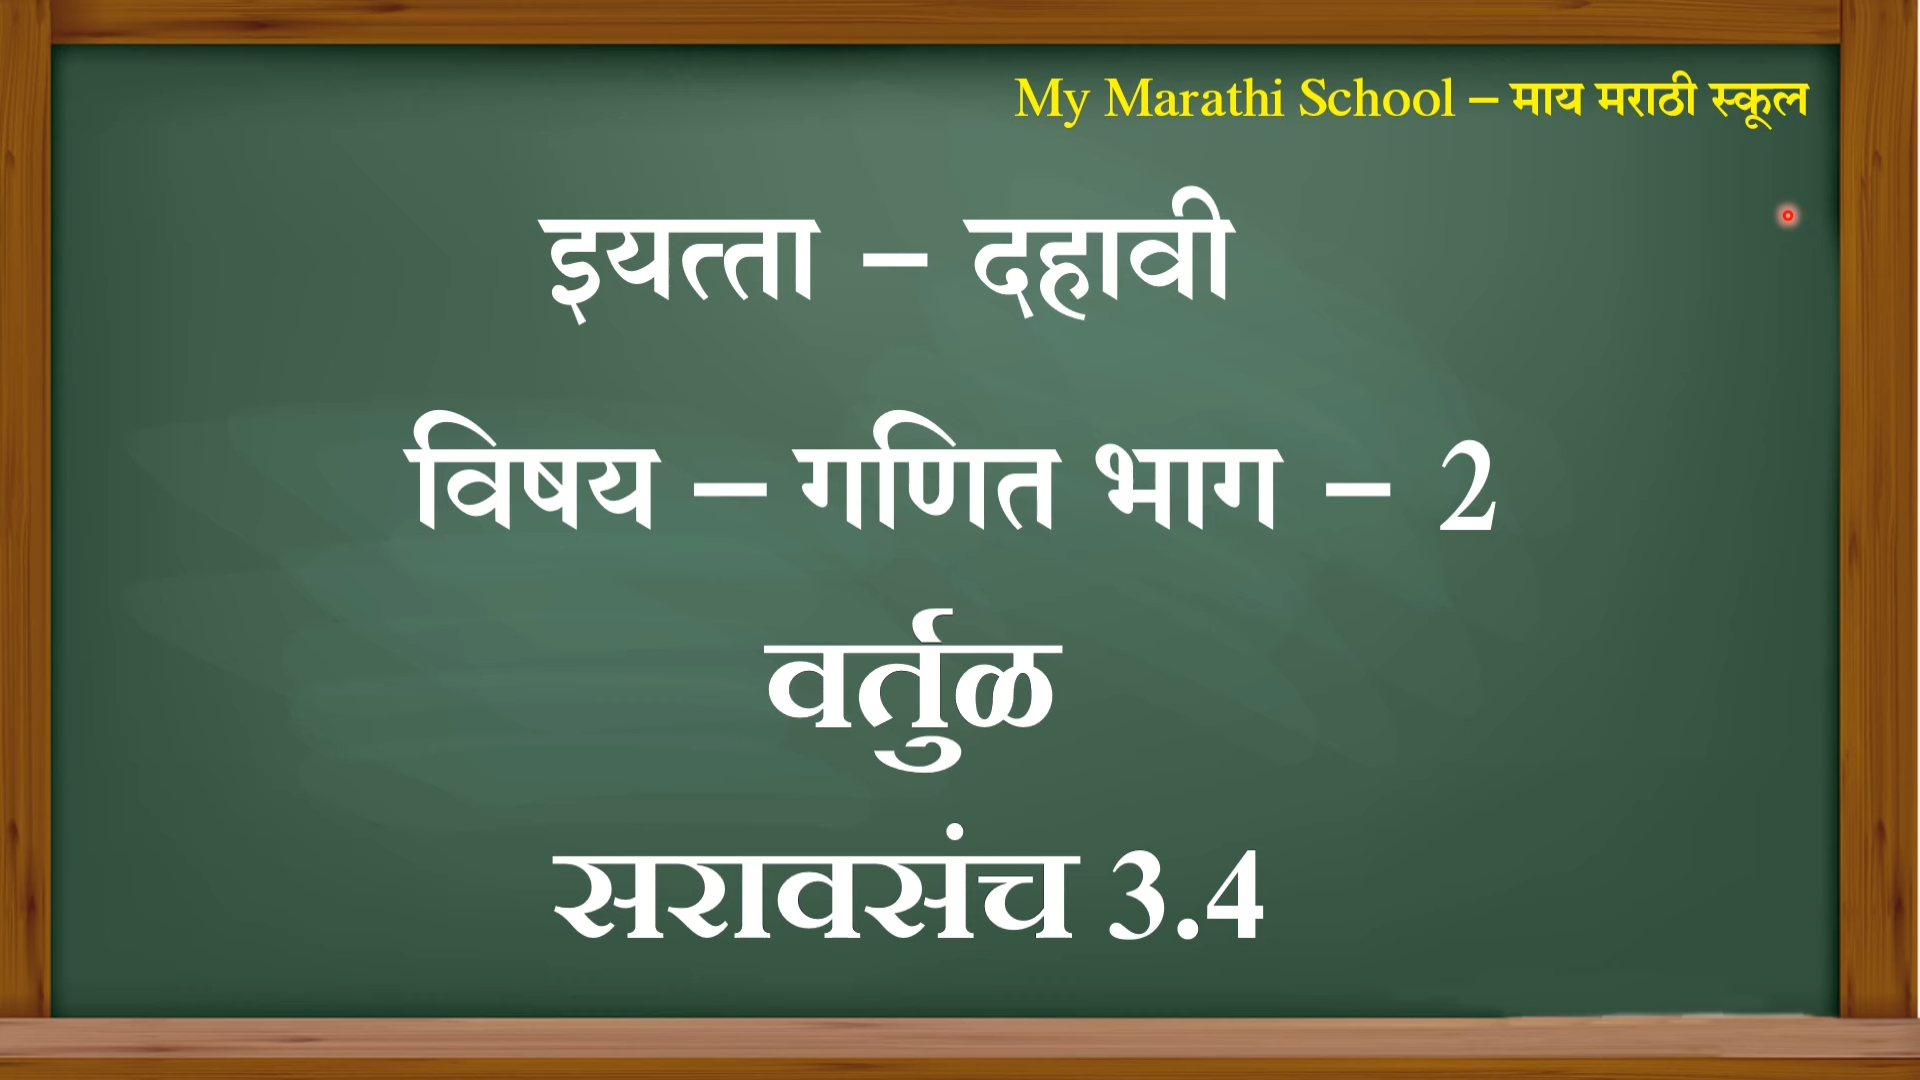 My Marathi School – माय मराठी स्कूल
इयत्ता – दहावी
विषय – गणित भाग – 2
वर्तुळ
सरावसंच 3.4